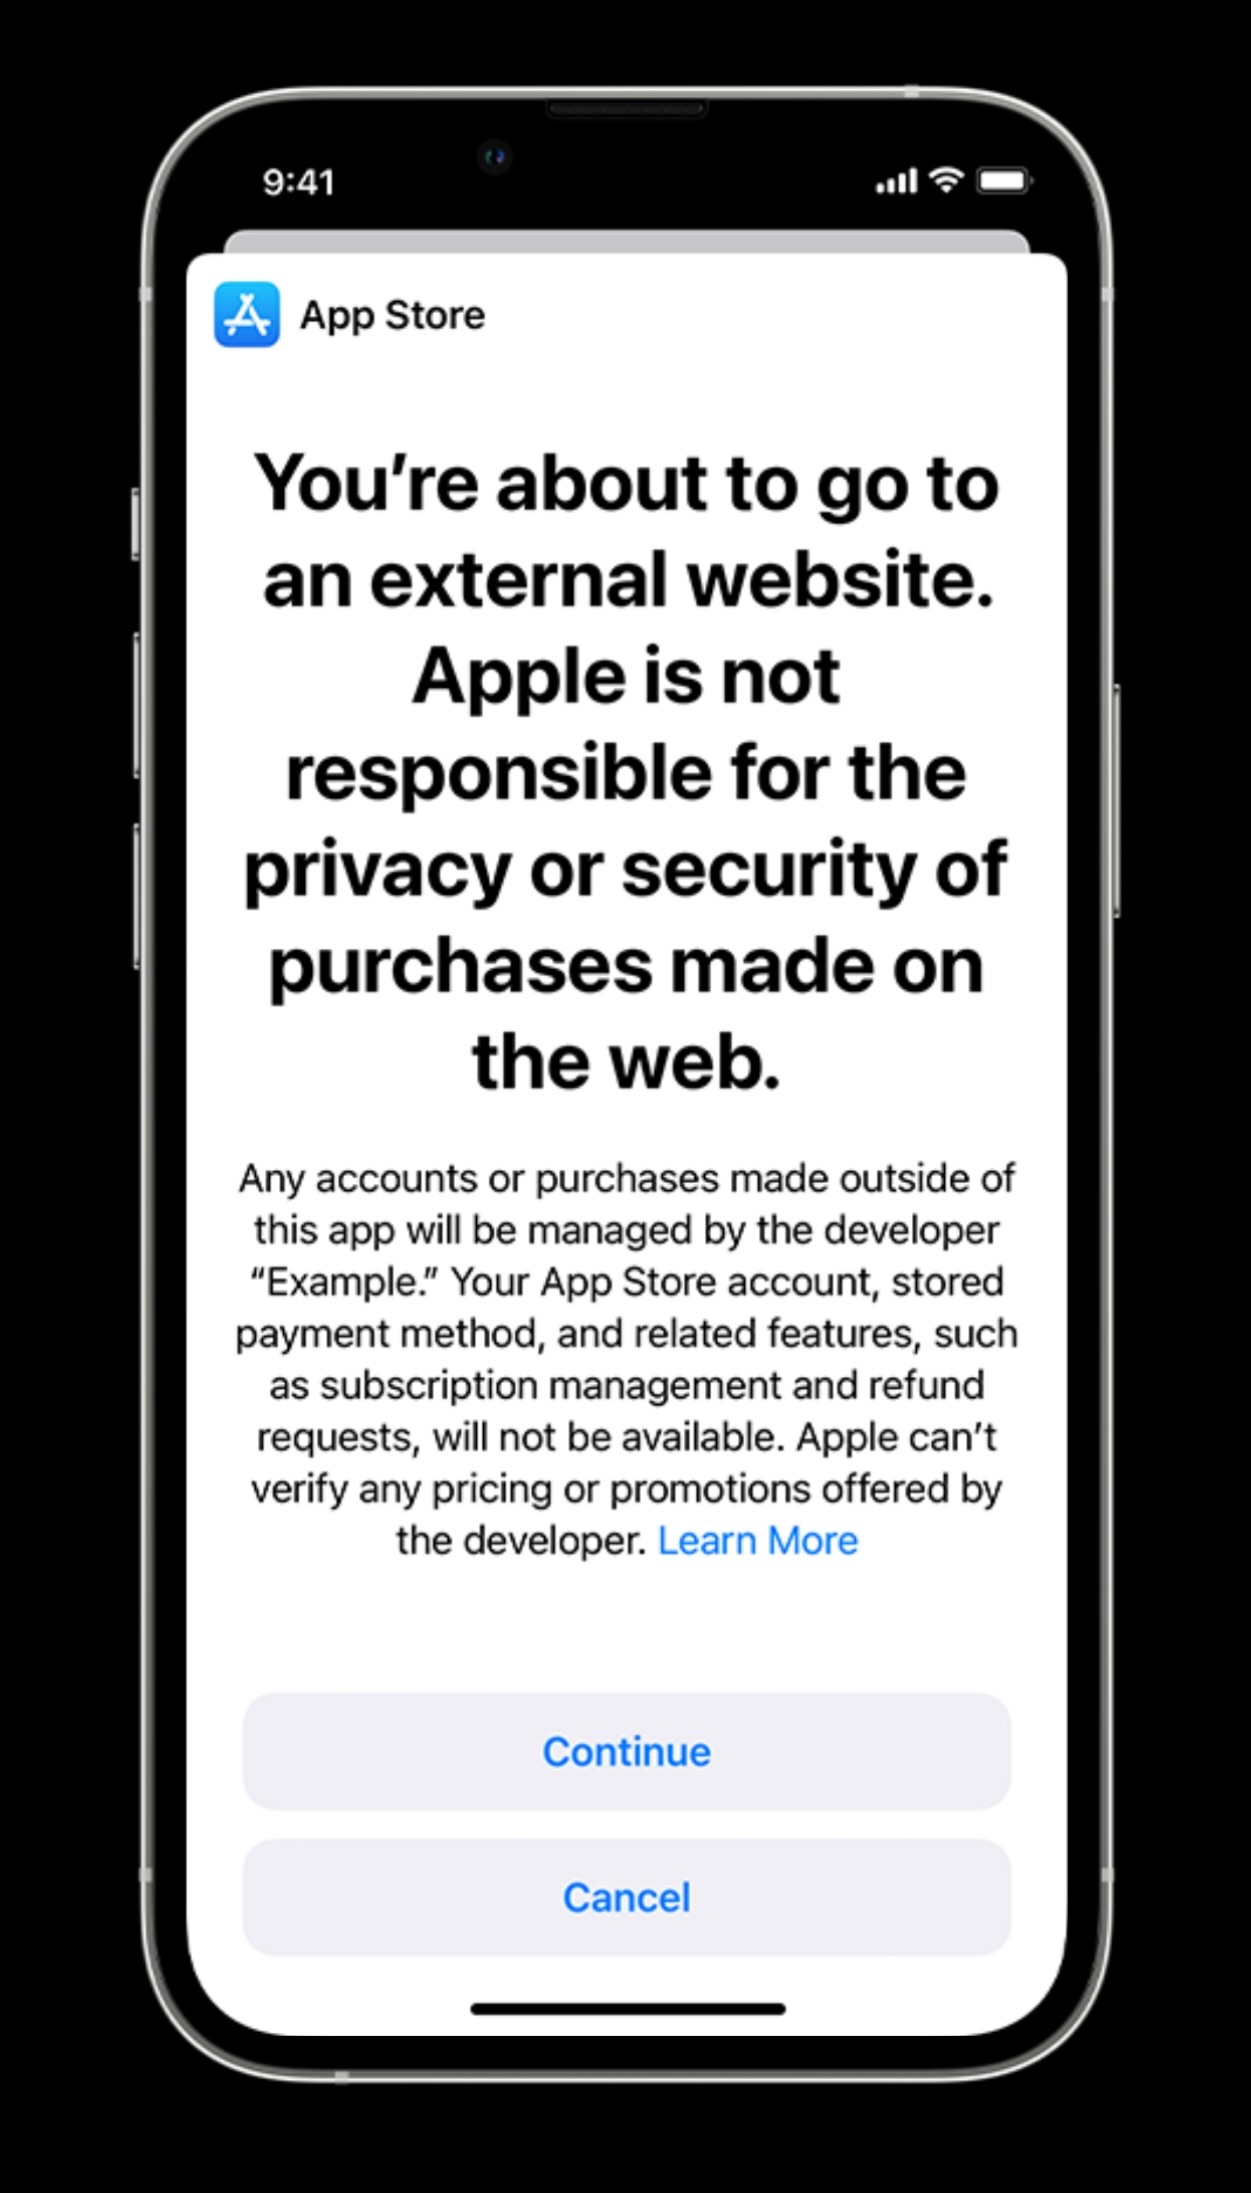 9:41
App Store
You’re about to go to
an external website.
Apple is not
responsible for the
privacy or security of
purchases made on
the web.
Any accounts or purchases made outside of
this app will be managed by the developer
“Example.” Your App Store account, stored
payment method, and related features, such
as subscription management and refund
requests, will not be available. Apple can’t
verify any pricing or promotions offered by
the developer. Learn More
Continue
Cancel